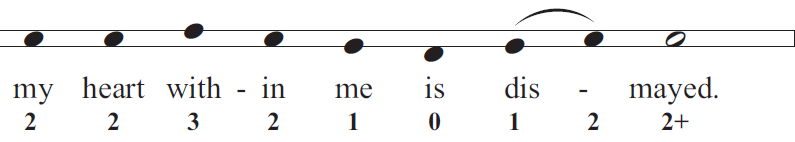 my heart with - in me is dis - mayed.
2 2 3 2 1 0 1 2 2+